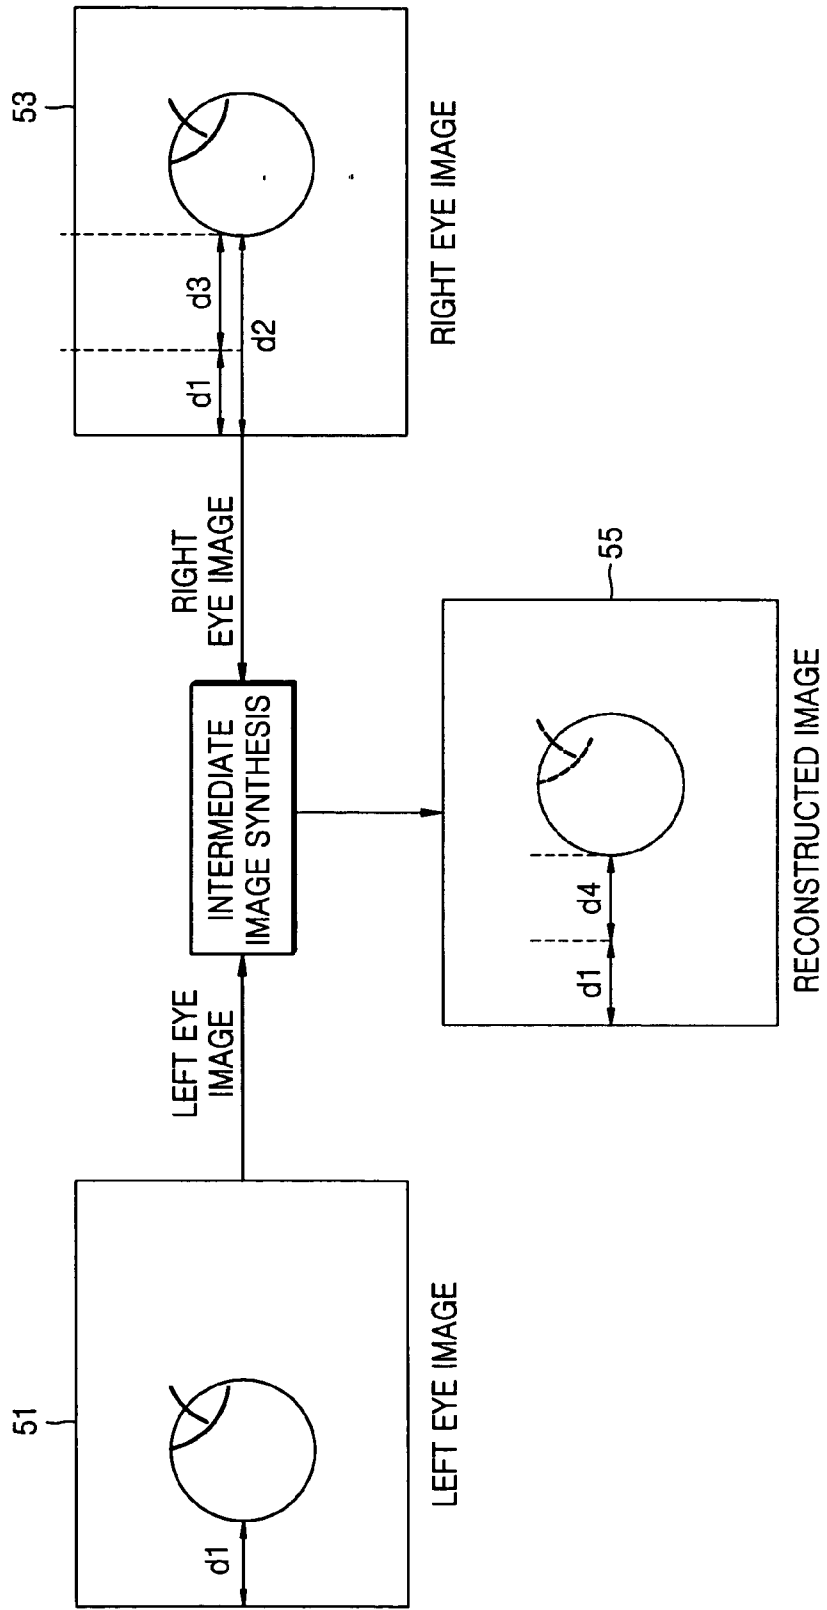 51
d1
LEFT EYE IMAGE
LEFT EYE
IMAGE
INTERMEDIATE
IMAGE SYNTHESIS
RIGHT
EYE IMAGE
53
d1
d3
d2
RIGHT EYE IMAGE
55
d1
d4
RECONSTRUCTED IMAGE